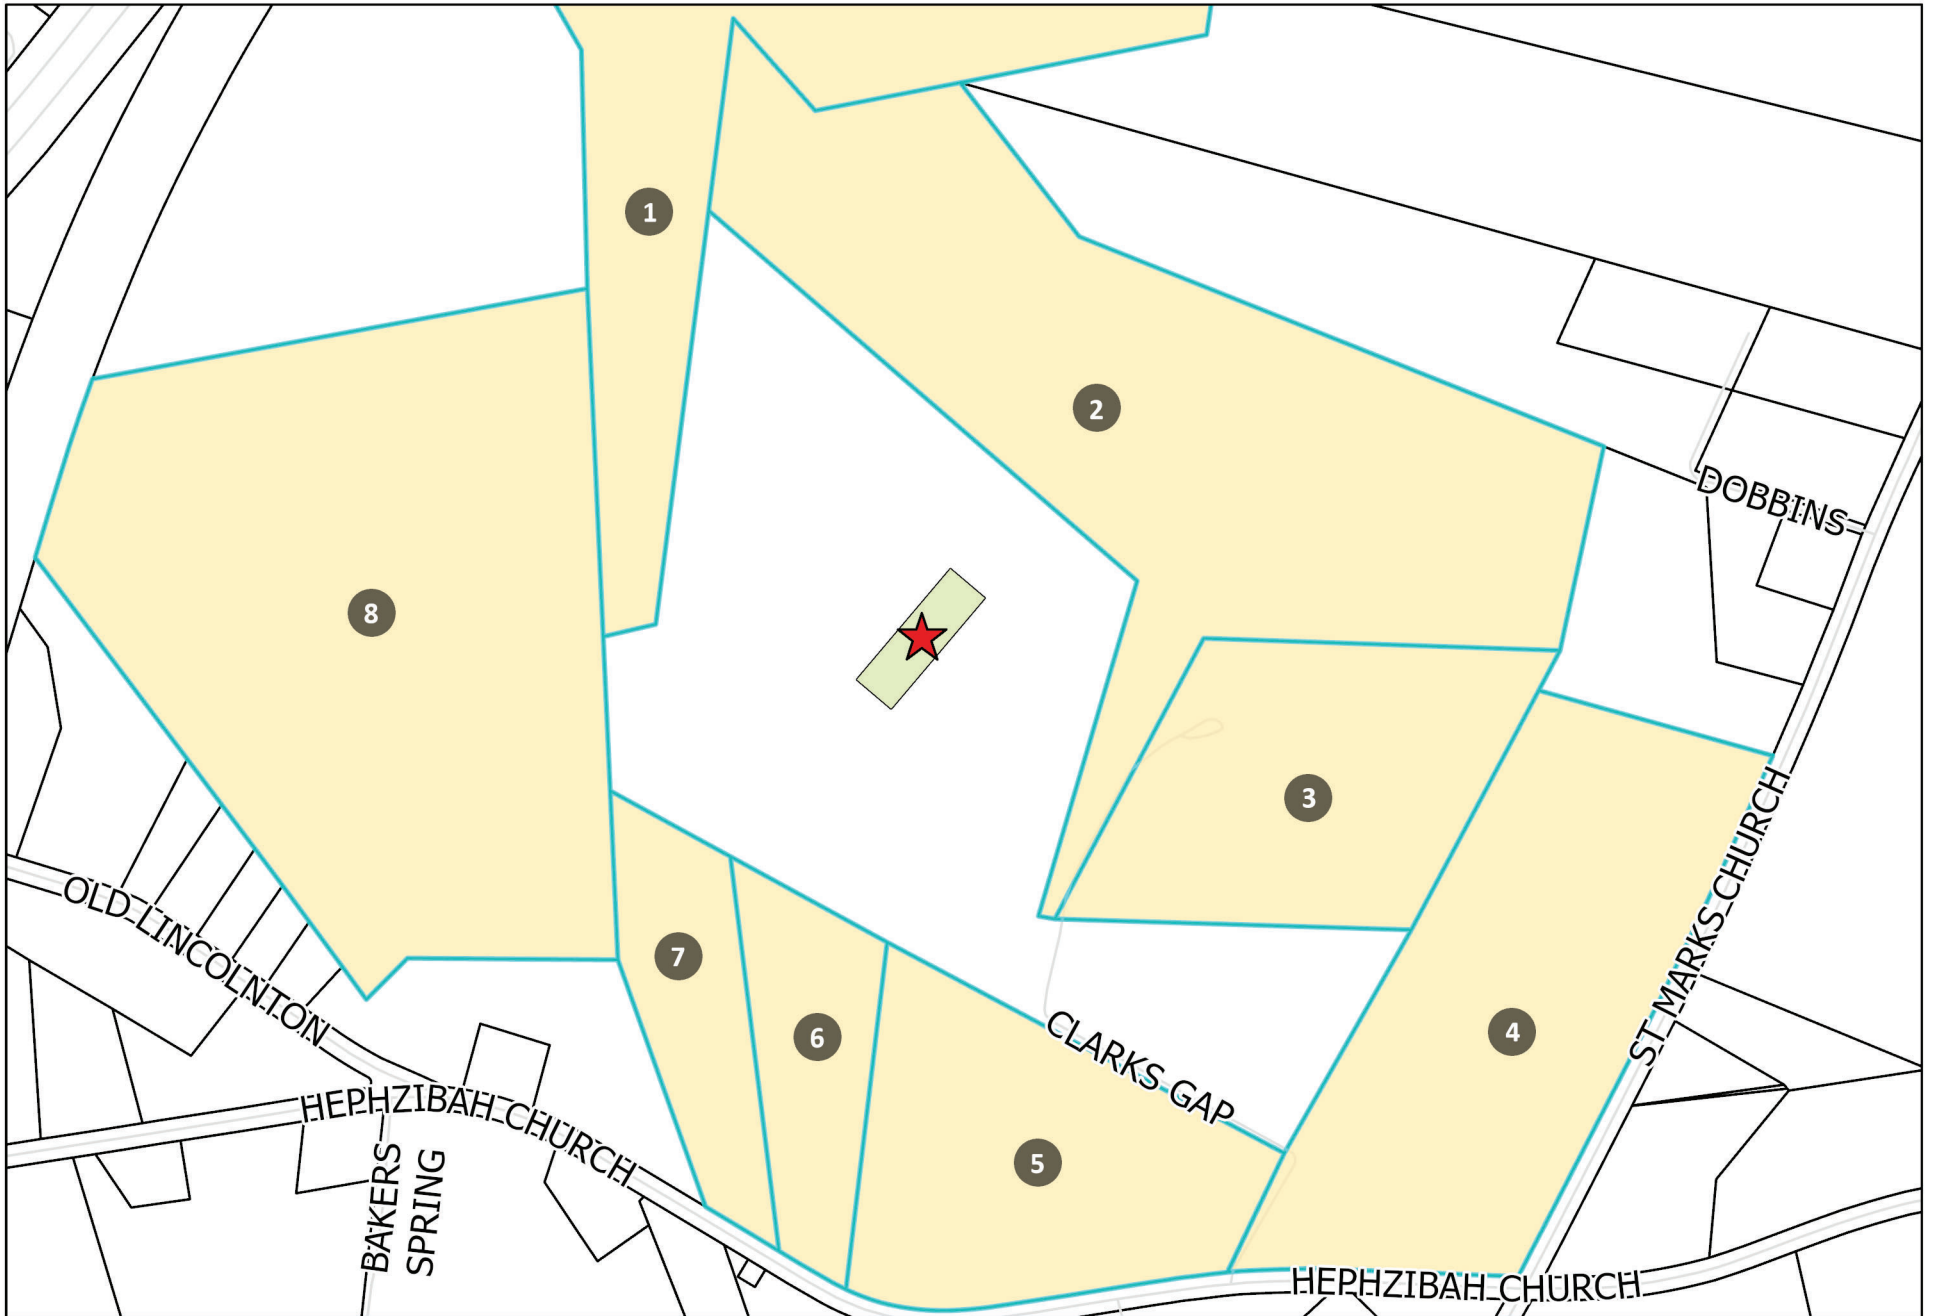 1
2
DOBBINS
8
3
ST MARKS CHURCH
OLD LINCOLNTON
7
6
4
CLARKS GAP
HEPHZIBAH CHURCH
5
BAKERS
SPRING
HEPHZIBAH CHURCH